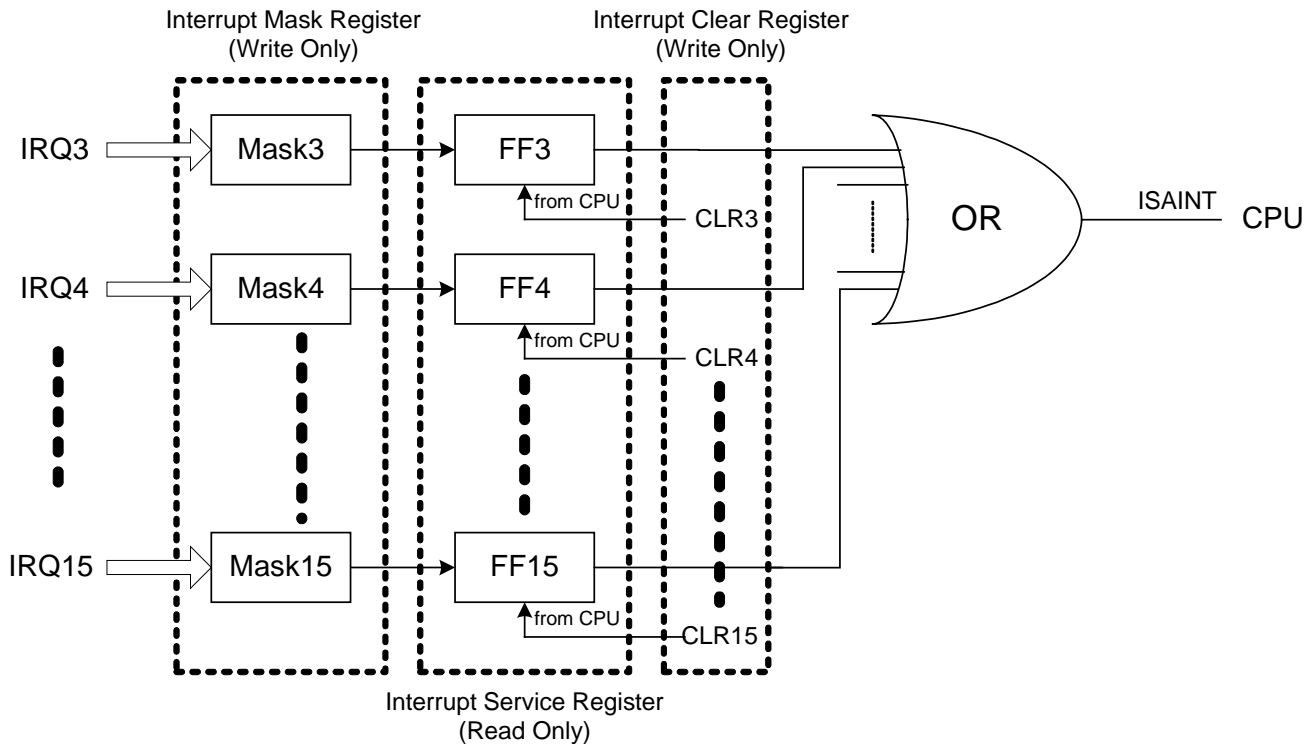 Interrupt Mask Register
(Write Only)
Interrupt Clear Register
(Write Only)
IRQ3
Mask3
FF3
from CPU
CLR3
OR
ISAINT
CPU
IRQ4
Mask4
FF4
from CPU
CLR4
IRQ15
Mask15
FF15
from CPU
CLR15
Interrupt Service Register
(Read Only)